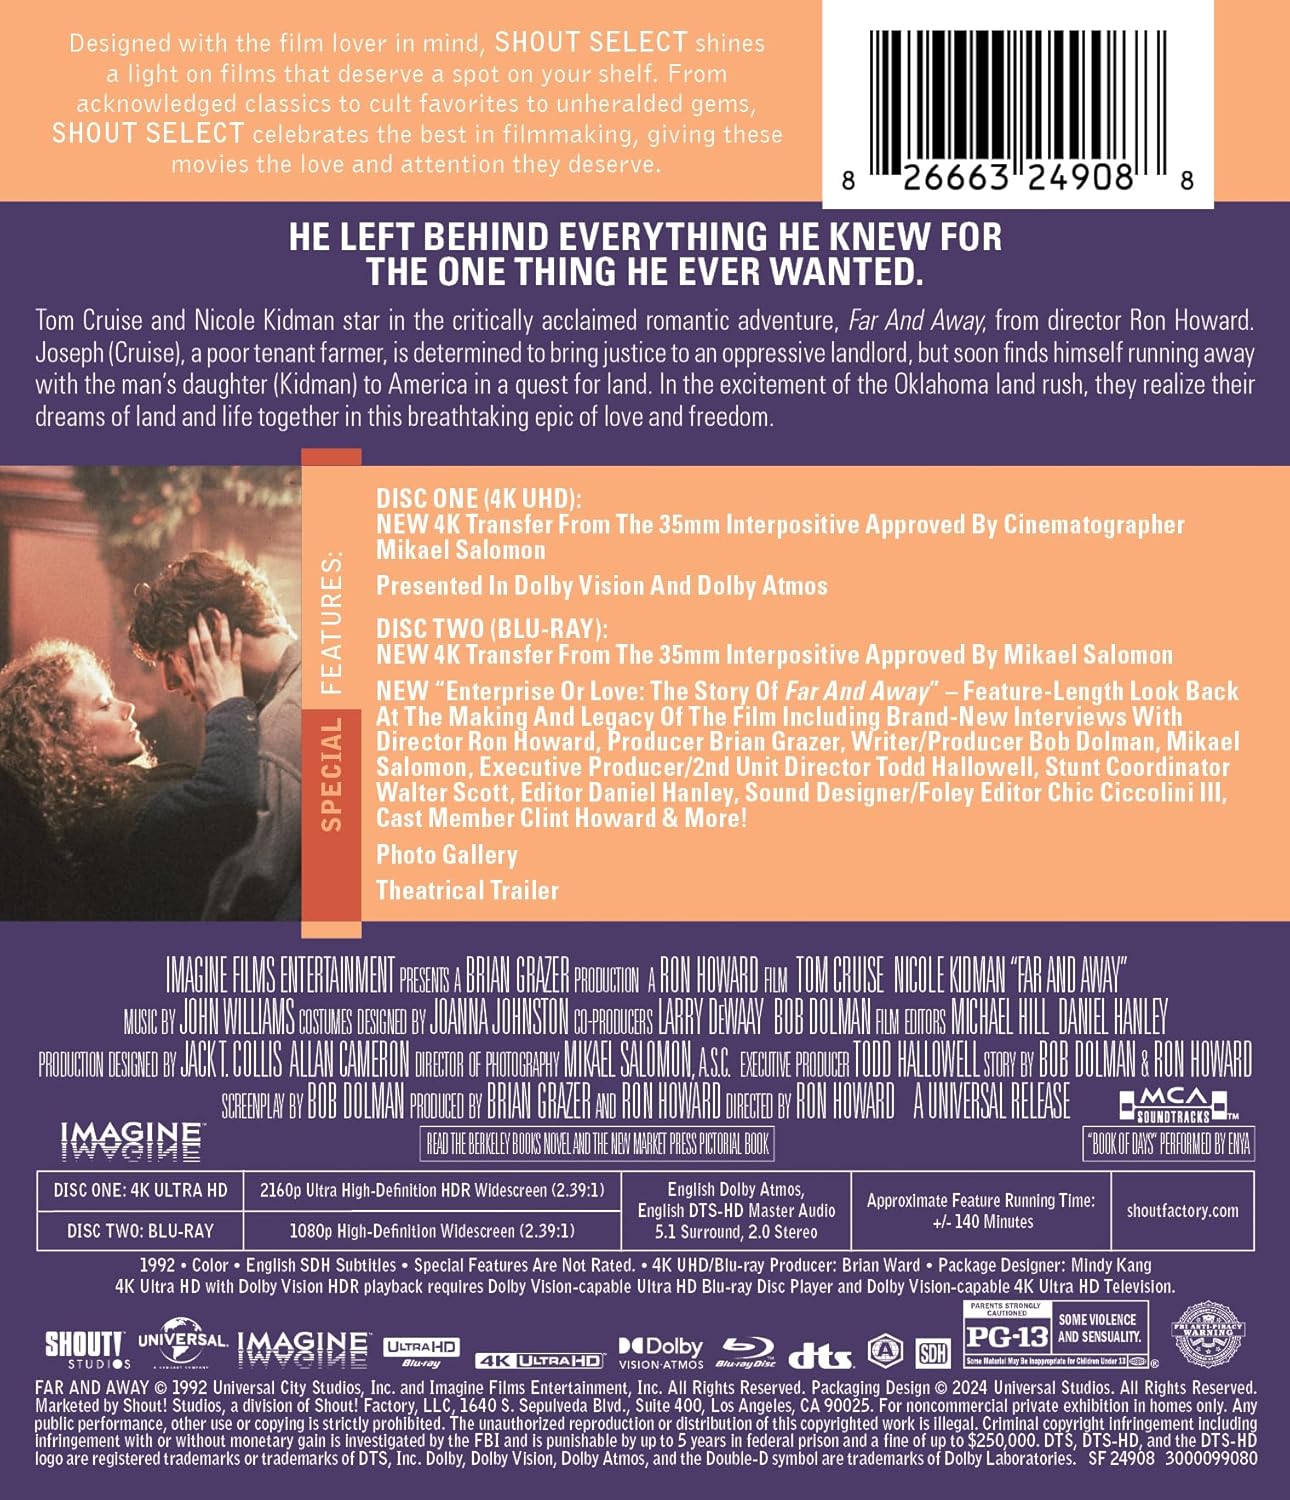 Designed with the film lover in mind, SHOUT SELECT shines
a light on films that deserve a spot on your shelf. From
acknowledged classics to cult favorites to unheralded gems,
SHOUT SELECT celebrates the best in filmmaking, giving these
movies the love and attention they deserve.
8 26663 24908 8
HE LEFT BEHIND EVERYTHING HE KNEW FOR
THE ONE THING HE EVER WANTED.
Tom Cruise and Nicole Kidman star in the critically acclaimed romantic adventure, Far And Away, from director Ron Howard.
Joseph (Cruise), a poor tenant farmer, is determined to bring justice to an oppressive landlord, but soon finds himself running away
with the man's daughter (Kidman) to America in a quest for land. In the excitement of the Oklahoma land rush, they realize their
dreams of land and life together in this breathtaking epic of love and freedom.
SPECIAL FEATURES:
DISC ONE (4K UHD):
NEW 4K Transfer From The 35mm Interpositive Approved By Cinematographer
Mikael Salomon
Presented In Dolby Vision And Dolby Atmos
DISC TWO (BLU-RAY):
NEW 4K Transfer From The 35mm Interpositive Approved By Mikael Salomon
NEW “Enterprise Or Love: The Story Of Far And Away” – Feature-Length Look Back
At The Making And Legacy Of The Film Including Brand-New Interviews With
Director Ron Howard, Producer Brian Grazer, Writer/Producer Bob Dolman, Mikael
Salomon, Executive Producer/2nd Unit Director Todd Hallowell, Stunt Coordinator
Walter Scott, Editor Daniel Hanley, Sound Designer/Foley Editor Chic Ciccolini III,
Cast Member Clint Howard & More!
Photo Gallery
Theatrical Trailer
IMAGINE FILMS ENTERTAINMENT PRESENTS A BRIAN GRAZER PRODUCTION A RON HOWARD FILM TOM CRUISE NICOLE KIDMAN “FAR AND AWAY”
MUSIC BY JOHN WILLIAMS COSTUMES DESIGNED BY JOANNA JOHNSTON CO-PRODUCERS LARRY DeWAAY BOB DOLMAN FILM EDITORS MICHAEL HILL DANIEL HANLEY
PRODUCTION DESIGNED BY JACK T. COLLIS ALLAN CAMERON DIRECTOR OF PHOTOGRAPHY MIKAEL SALOMON, A.S.C. EXECUTIVE PRODUCER TODD HALLOWELL STORY BY BOB DOLMAN & RON HOWARD
SCREENPLAY BY BOB DOLMAN PRODUCED BY BRIAN GRAZER AND RON HOWARD DIRECTED BY RON HOWARD A UNIVERSAL RELEASE
MCA
SOUNDTRACKS™
IMAGINE™
READ THE BERKELEY BOOKS NOVEL AND THE NEW MARKET PRESS PICTORIAL BOOK
“BOOK OF DAYS” PERFORMED BY ENYA
DISC ONE: 4K ULTRA HD
2160p Ultra High-Definition HDR Widescreen (2.39:1)
DISC TWO: BLU-RAY
1080p High-Definition Widescreen (2.39:1)
English Dolby Atmos,
English DTS-HD Master Audio
5.1 Surround, 2.0 Stereo
Approximate Feature Running Time:
+/- 140 Minutes
shoutfactory.com
1992 • Color • English SDH Subtitles • Special Features Are Not Rated. • 4K UHD/Blu-ray Producer: Brian Ward • Package Designer: Mindy Kang
4K Ultra HD with Dolby Vision HDR playback requires Dolby Vision-capable Ultra HD Blu-ray Disc Player and Dolby Vision-capable 4K Ultra HD Television.
SHOUT!
STUDIOS
UNIVERSAL
A COMCAST COMPANY
IMAGINE™
ULTRA HD
Blu-ray
4K ULTRA HD
Dolby
VISION·ATMOS
Blu-ray Disc
dts
A
SDH
PARENTS STRONGLY
CAUTIONED
PG-13
SOME VIOLENCE
AND SENSUALITY.
Some Material May Be Inappropriate for Children Under 13
®
FBI ANTI-PIRACY
WARNING
FAR AND AWAY © 1992 Universal City Studios, Inc. and Imagine Films Entertainment, Inc. All Rights Reserved. Packaging Design © 2024 Universal Studios. All Rights Reserved.
Marketed by Shout! Studios, a division of Shout! Factory, LLC, 1640 S. Sepulveda Blvd., Suite 400, Los Angeles, CA 90025. For noncommercial private exhibition in homes only. Any
public performance, other use or copying is strictly prohibited. The unauthorized reproduction or distribution of this copyrighted work is illegal. Criminal copyright infringement including
infringement with or without monetary gain is investigated by the FBI and is punishable by up to 5 years in federal prison and a fine of up to $250,000. DTS, DTS-HD, and the DTS-HD
logo are registered trademarks or trademarks of DTS, Inc. Dolby, Dolby Vision, Dolby Atmos, and the Double-D symbol are trademarks of Dolby Laboratories. SF 24908 3000099080